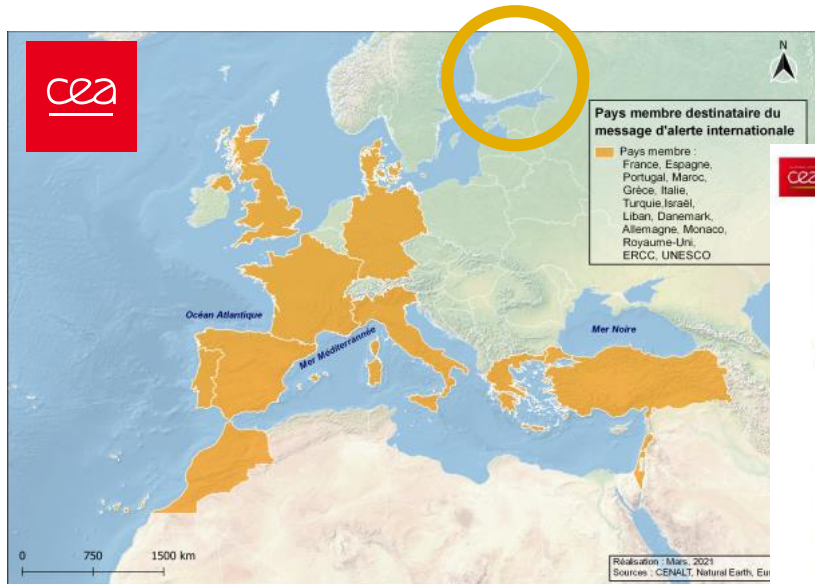 cea
N
Pays membre destinataire du
message d'alerte internationale
Pays membre :
France, Espagne,
Portugal, Maroc,
Grèce, Italie,
Turquie,Israël,
Liban, Danemark,
Allemagne, Monaco,
Royaume-Uni,
ERCC, UNESCO
cea
Océan Atlantique
Mer Méditerrannée
Mer Noire
0 750 1500 km
Réalisation : Mars, 2021
Sources : CENALT, Natural Earth,